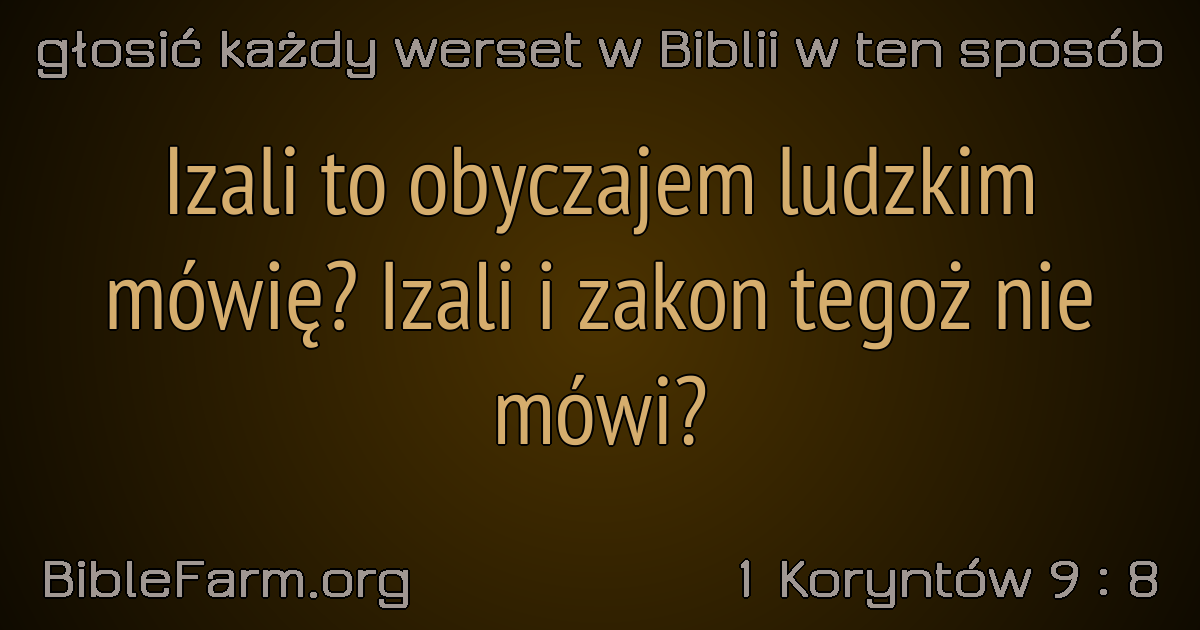 głosić każdy werset w Biblii w ten sposób
Izali to obyczajem ludzkim
mówię? Izali i zakon tegoż nie
mówi?
BibleFarm.org
1 Koryntów 9 : 8